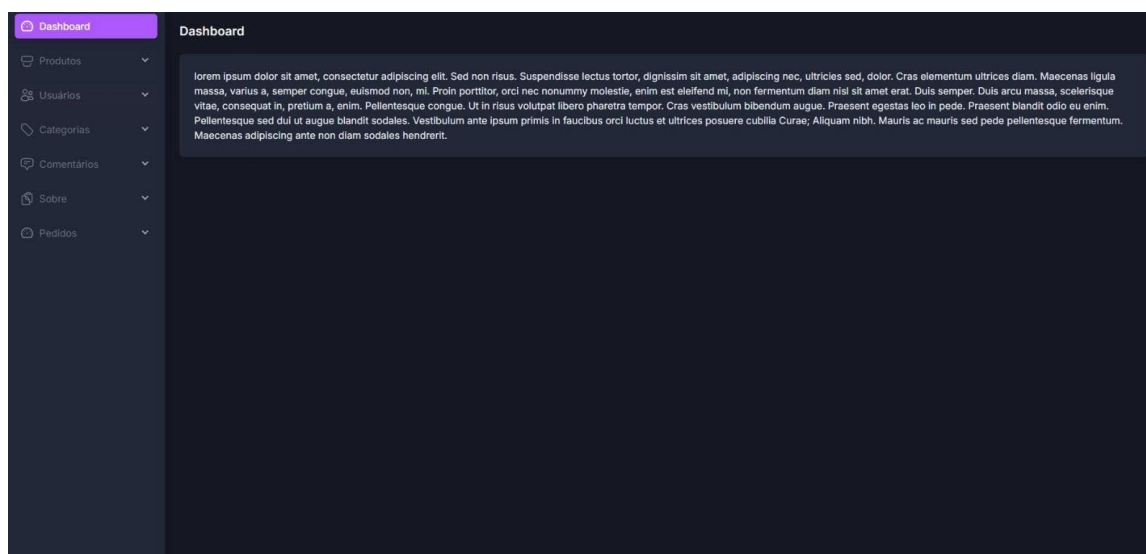 Dashboard
Produtos
Usuários
Categorias
Comentários
Sobre
Pedidos
Dashboard
lorem ipsum dolor sit amet, consectetur adipiscing elit. Sed non risus. Suspendisse lectus tortor, dignissim sit amet, adipiscing nec, ultricies sed, dolor. Cras elementum ultrices diam. Maecenas ligula
massa, varius a, semper congue, euismod non, mi. Proin porttitor, orci nec nonummy molestie, enim est eleifend mi, non fermentum diam nisl sit amet erat. Duis semper. Duis arcu massa, scelerisque
vitae, consequat in, pretium a, enim. Pellentesque congue. Ut in risus volutpat libero pharetra tempor. Cras vestibulum bibendum augue. Praesent egestas leo in pede. Praesent blandit odio eu enim.
Pellentesque sed dui ut augue blandit sodales. Vestibulum ante ipsum primis in faucibus orci luctus et ultrices posuere cubilia Curae; Aliquam nibh. Mauris ac mauris sed pede pellentesque fermentum.
Maecenas adipiscing ante non diam sodales hendrerit.